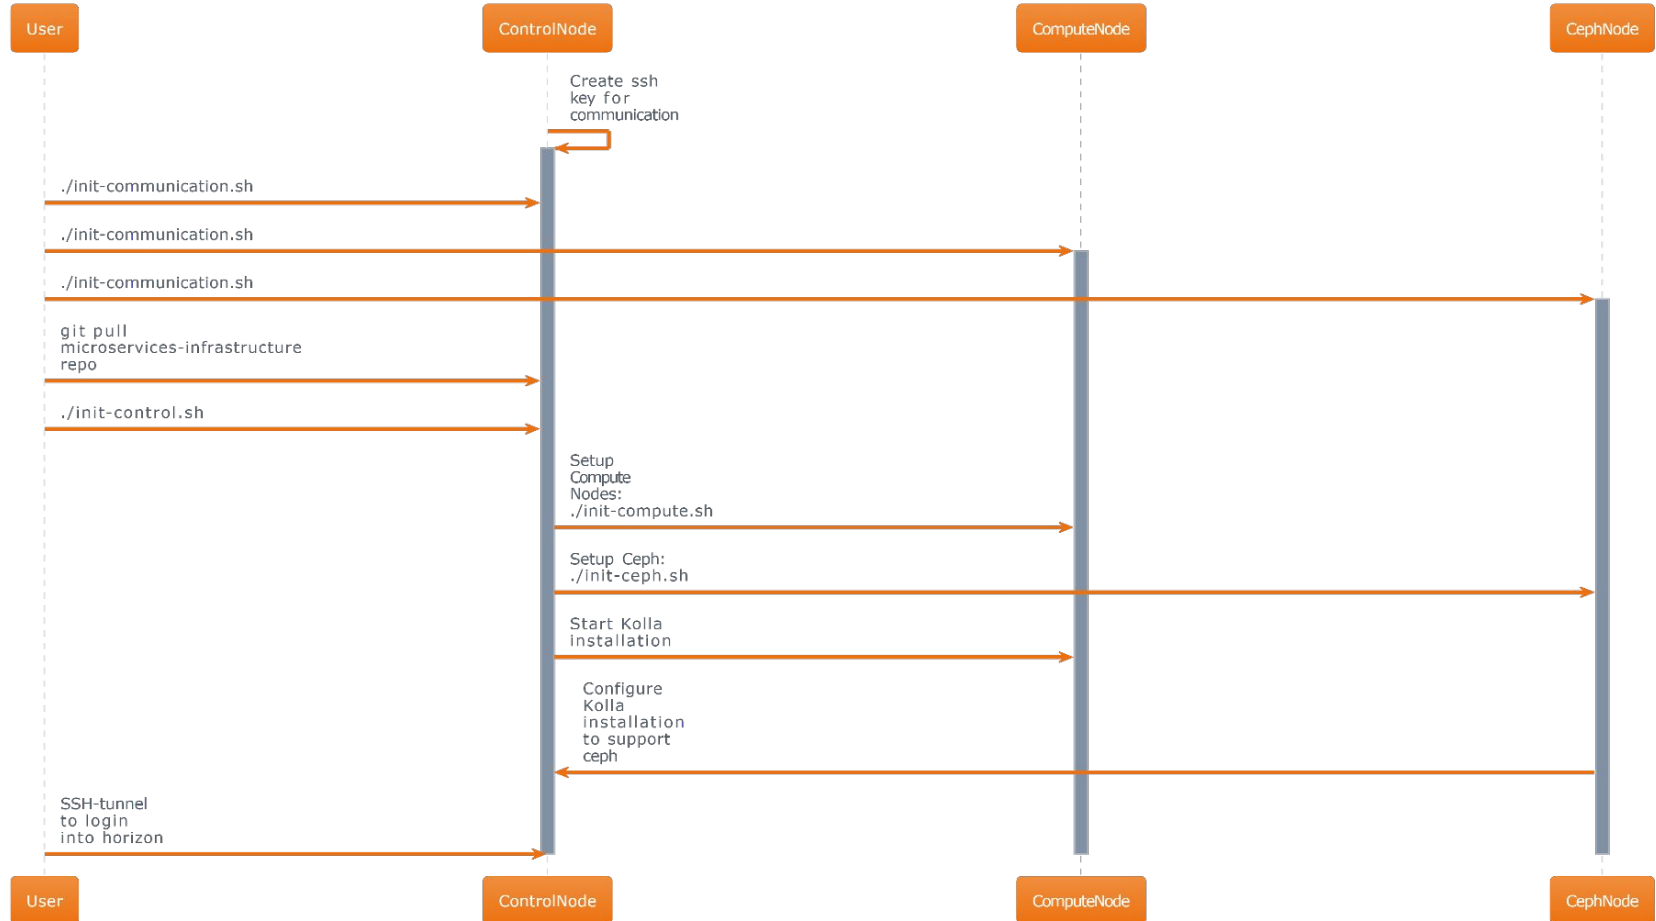 User
ControlNode
ComputeNode
CephNode
Create ssh
key for
communication
./init-communication.sh
./init-communication.sh
./init-communication.sh
git pull
microservices-infrastructure
repo
./init-control.sh
Setup
Compute
Nodes:
./init-compute.sh
Setup Ceph:
./init-ceph.sh
Start Kolla
installation
Configure
Kolla
installation
to support
ceph
SSH-tunnel
to login
into horizon
User
ControlNode
ComputeNode
CephNode